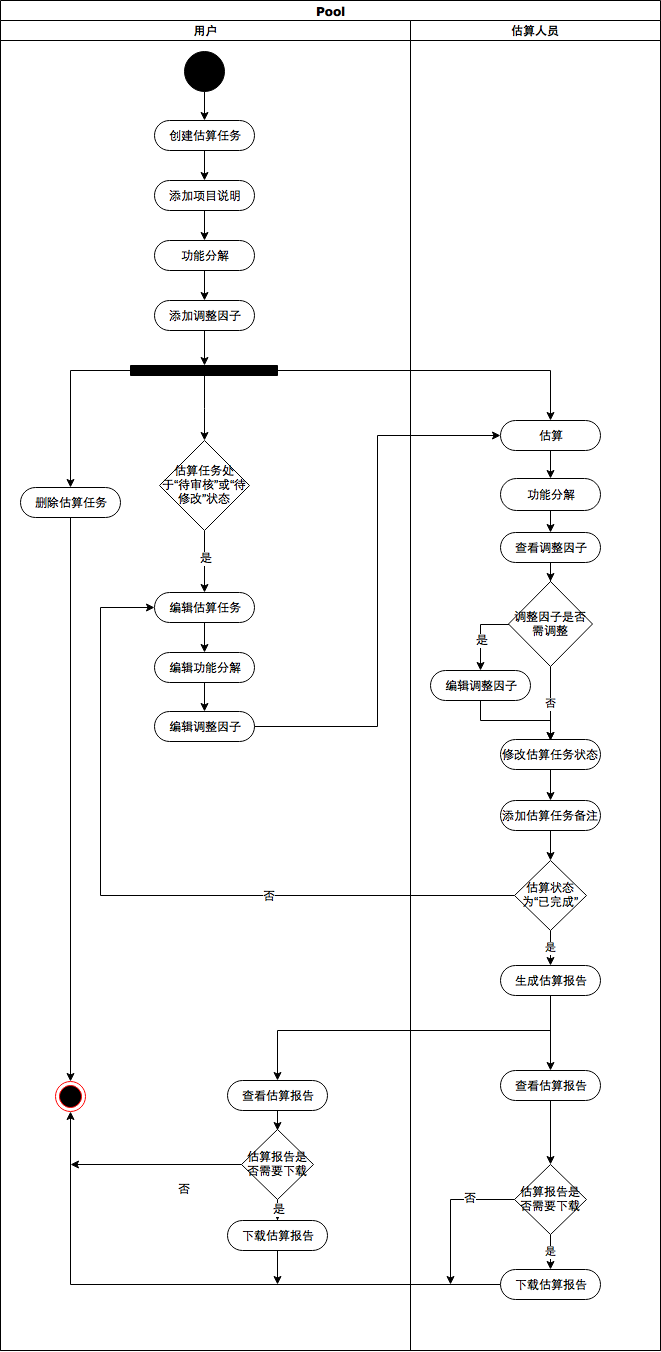 Pool
用户
估算人员
创建估算任务
添加项目说明
功能分解
添加调整因子
估算
估算任务处
于“待审核”或“待
修改”状态
功能分解
删除估算任务
查看调整因子
是
编辑估算任务
调整因子是否
需调整
是
编辑功能分解
编辑调整因子
否
编辑调整因子
修改估算任务状态
添加估算任务备注
估算状态
为“已完成”
否
是
生成估算报告
查看估算报告
查看估算报告
估算报告是
否需要下载
否
是
估算报告是
否需要下载
否
下载估算报告
是
下载估算报告